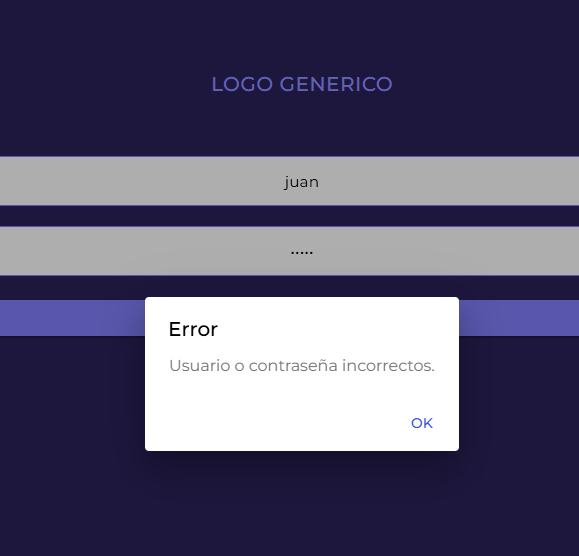 LOGO GENERICO
juan
•••••
Error
Usuario o contraseña incorrectos.
OK